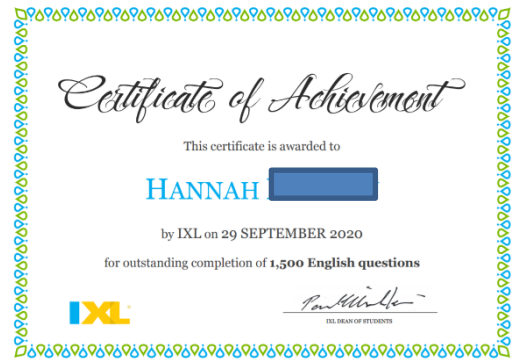 Certificate of Achievement
This certificate is awarded to
HANNAH
by IXL on 29 SEPTEMBER 2020
for outstanding completion of 1,500 English questions
IXL
IXL DEAN OF STUDENTS